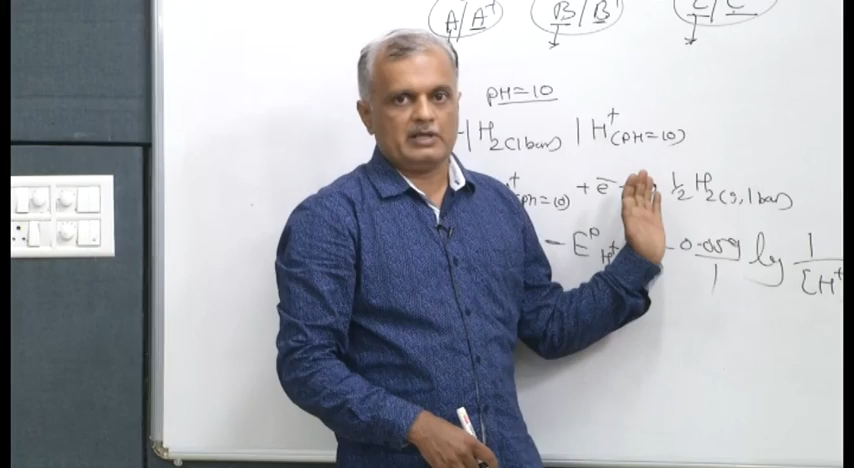 A/A⁺ B/B⁺ C/C
pH=10
|H₂(1 bar) | H⁺(pH=10)
⁺(pH=10) + e⁻ ½ H₂(g, 1 bar)
= E° H⁺ - 0.059/1 log 1/[H⁺